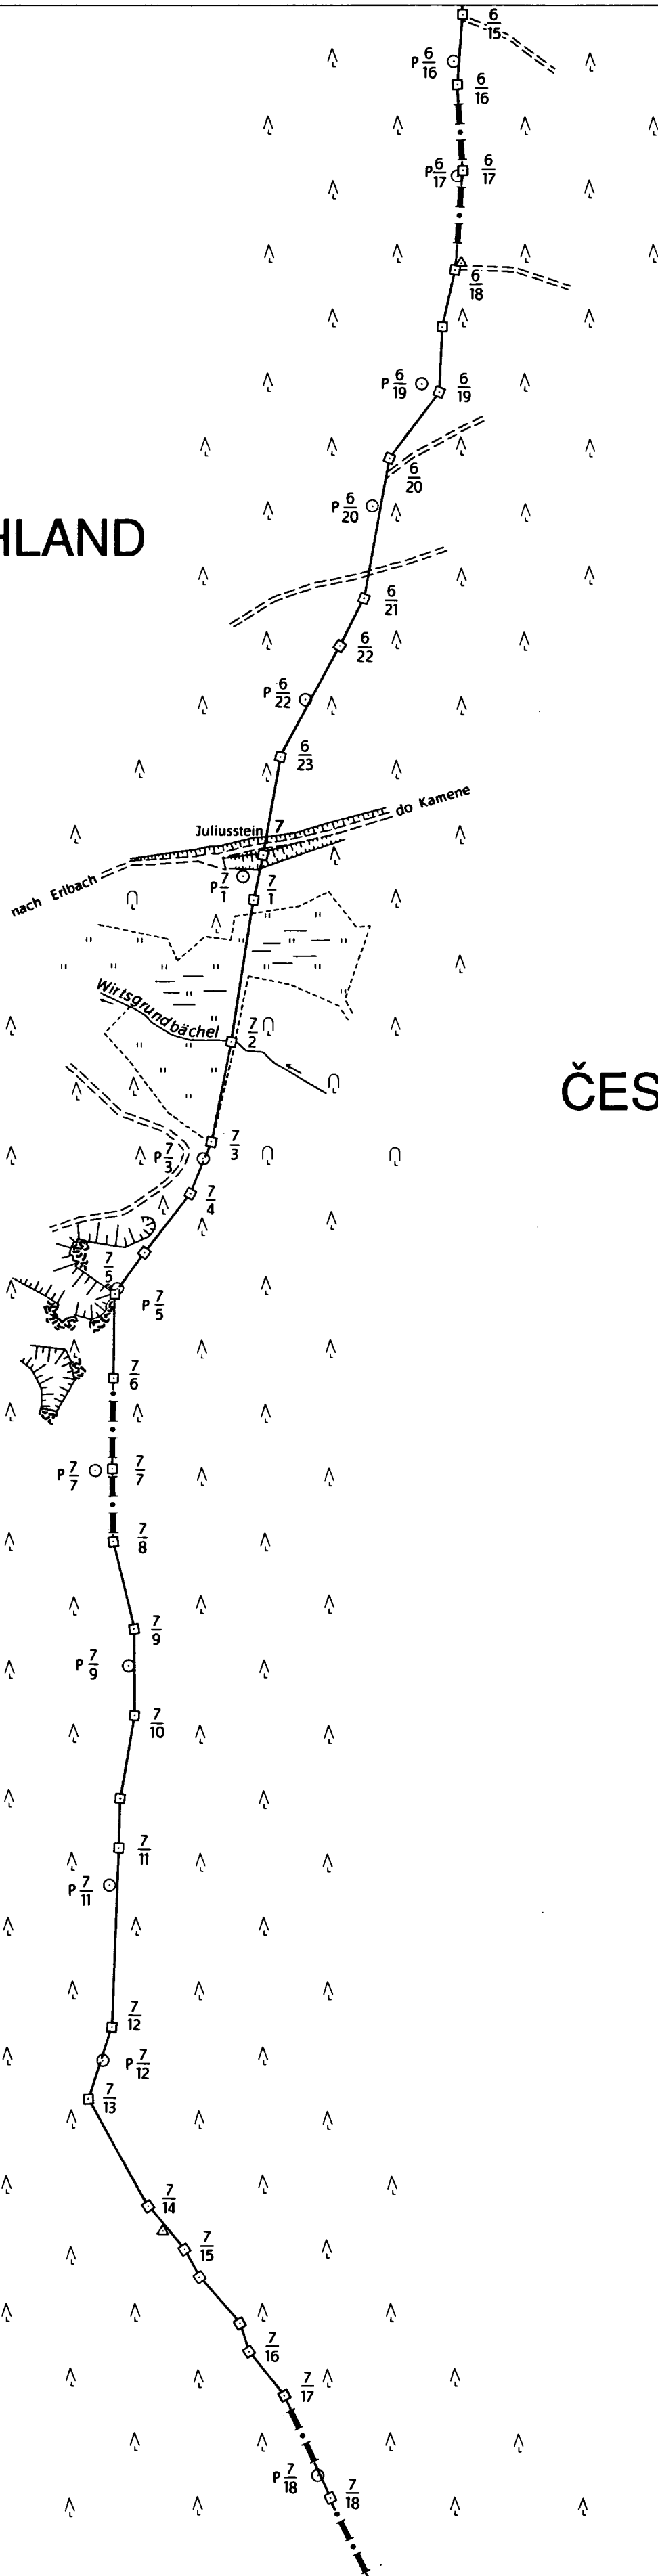 6/15
P 6/16
6/16
P 6/17
6/17
6/18
P 6/19
6/19
6/20
P 6/20
HLAND
6/21
6/22
P 6/22
6/23
do Kamene
Juliusstein 7
nach Erlbach
P 7/1
7/1
Wirtsgrundbächel
7/2
ČES
7/3
P 7/3
7/4
7/5
P 7/5
7/6
P 7/7
7/7
7/8
7/9
P 7/9
7/10
7/11
P 7/11
7/12
P 7/12
7/13
7/14
7/15
7/16
7/17
P 7/18
7/18